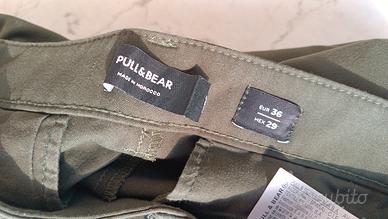 PULL&BEAR
MADE IN MOROCCO
EUR 36
MEX 29
subito